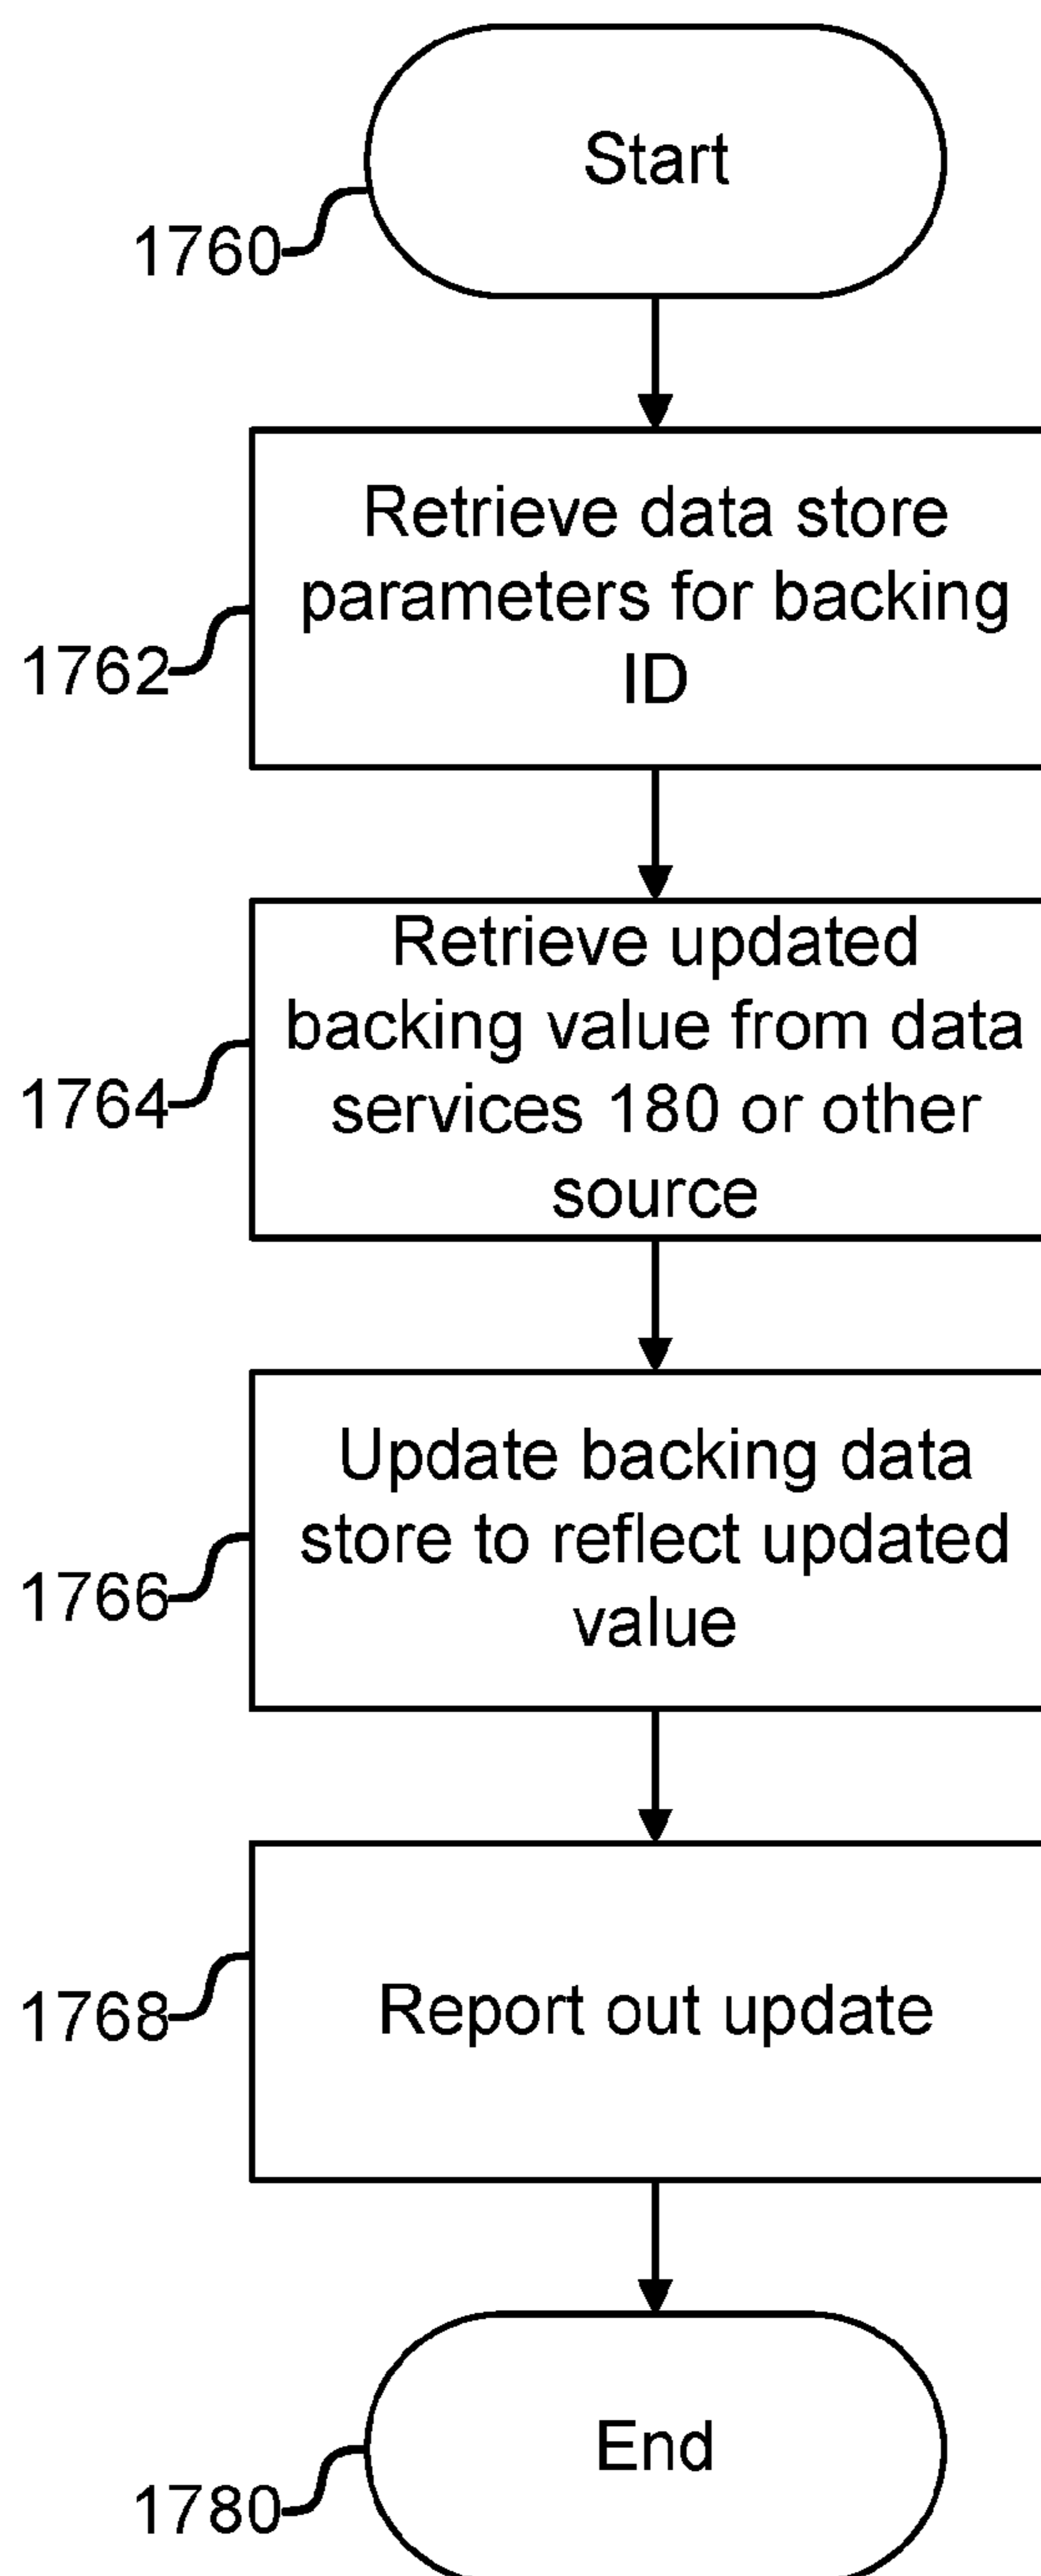 Start
1760
Retrieve data store
parameters for backing
ID
1762
Retrieve updated
backing value from data
services 180 or other
source
1764
Update backing data
store to reflect updated
value
1766
Report out update
1768
End
1780